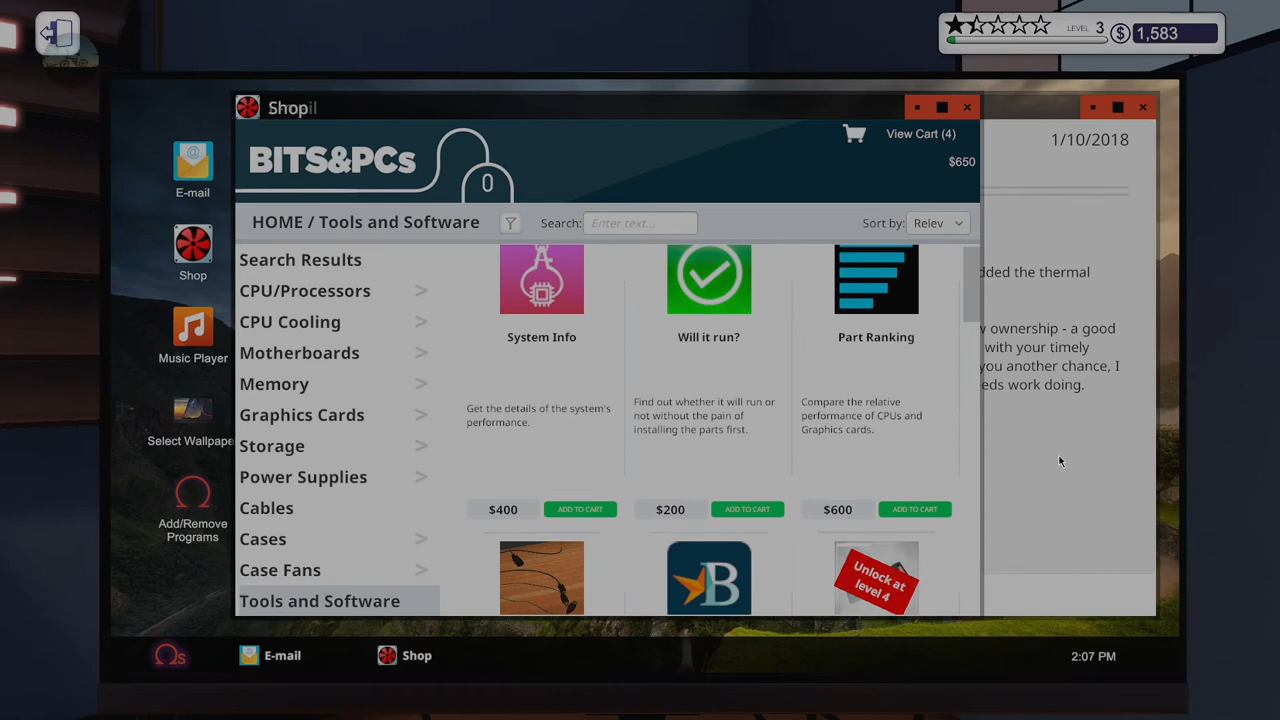 LEVEL 3
$ 1,583
Shop
View Cart (4)
$650
BITS&PCs
1/10/2018
HOME / Tools and Software
Search:
Enter text...
Sort by:
Relev
E-mail
Shop
Music Player
Select Wallpape
Add/Remove
Programs
Search Results
CPU/Processors >
CPU Cooling >
Motherboards >
Memory >
Graphics Cards >
Storage >
Power Supplies >
Cables >
Cases >
Case Fans >
Tools and Software
System Info
Get the details of the system's
performance.
$400
ADD TO CART
Will it run?
Find out whether it will run or
not without the pain of
installing the parts first.
$200
ADD TO CART
Part Ranking
Compare the relative
performance of CPUs and
Graphics cards.
$600
ADD TO CART
B
Unlock at
level 4
the thermal
ownership - a good
with your timely
you another chance, I
work doing.
Ωs
E-mail
Shop
2:07 PM